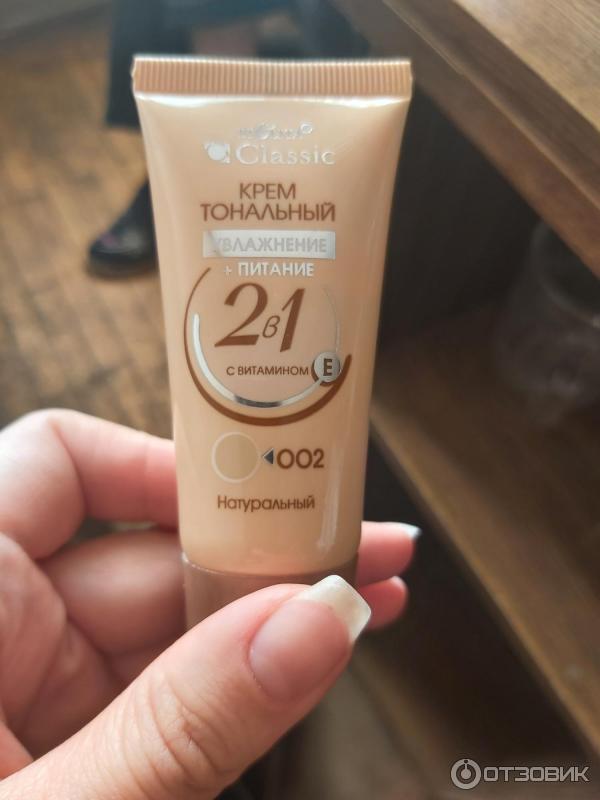 Classic
КРЕМ
ТОНАЛЬНЫЙ
УВЛАЖНЕНИЕ
+ ПИТАНИЕ
2в1
С ВИТАМИНОМ E
002
Натуральный
ОТЗОВИК